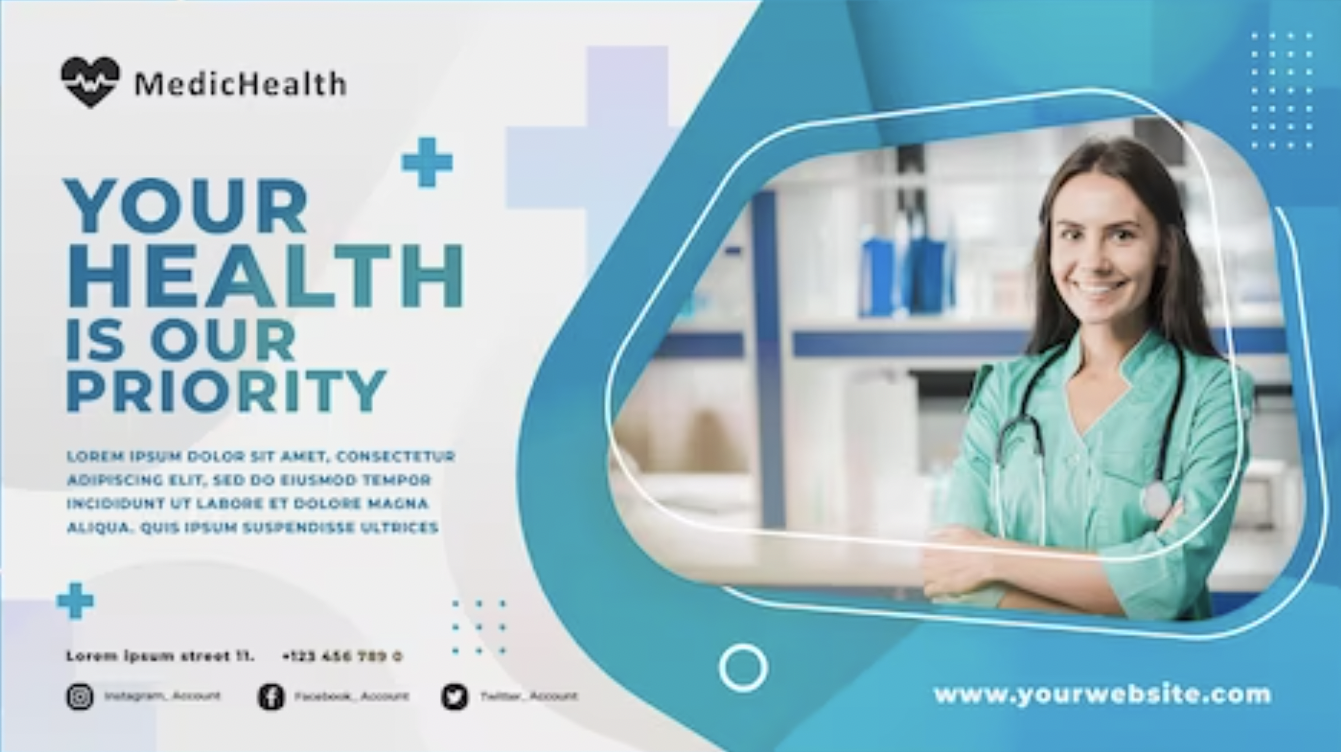 MedicHealth
YOUR
HEALTH
IS OUR
PRIORITY
LOREM IPSUM DOLOR SIT AMET, CONSECTETUR
ADIPISCING ELIT, SED DO EIUSMOD TEMPOR
INCIDIDUNT UT LABORE ET DOLORE MAGNA
ALIQUA. QUIS IPSUM SUSPENDISSE ULTRICES
Lorem ipsum street 11. +123 456 789 0
Instagram_Account Facebook_Account Twitter_Account
www.yourwebsite.com